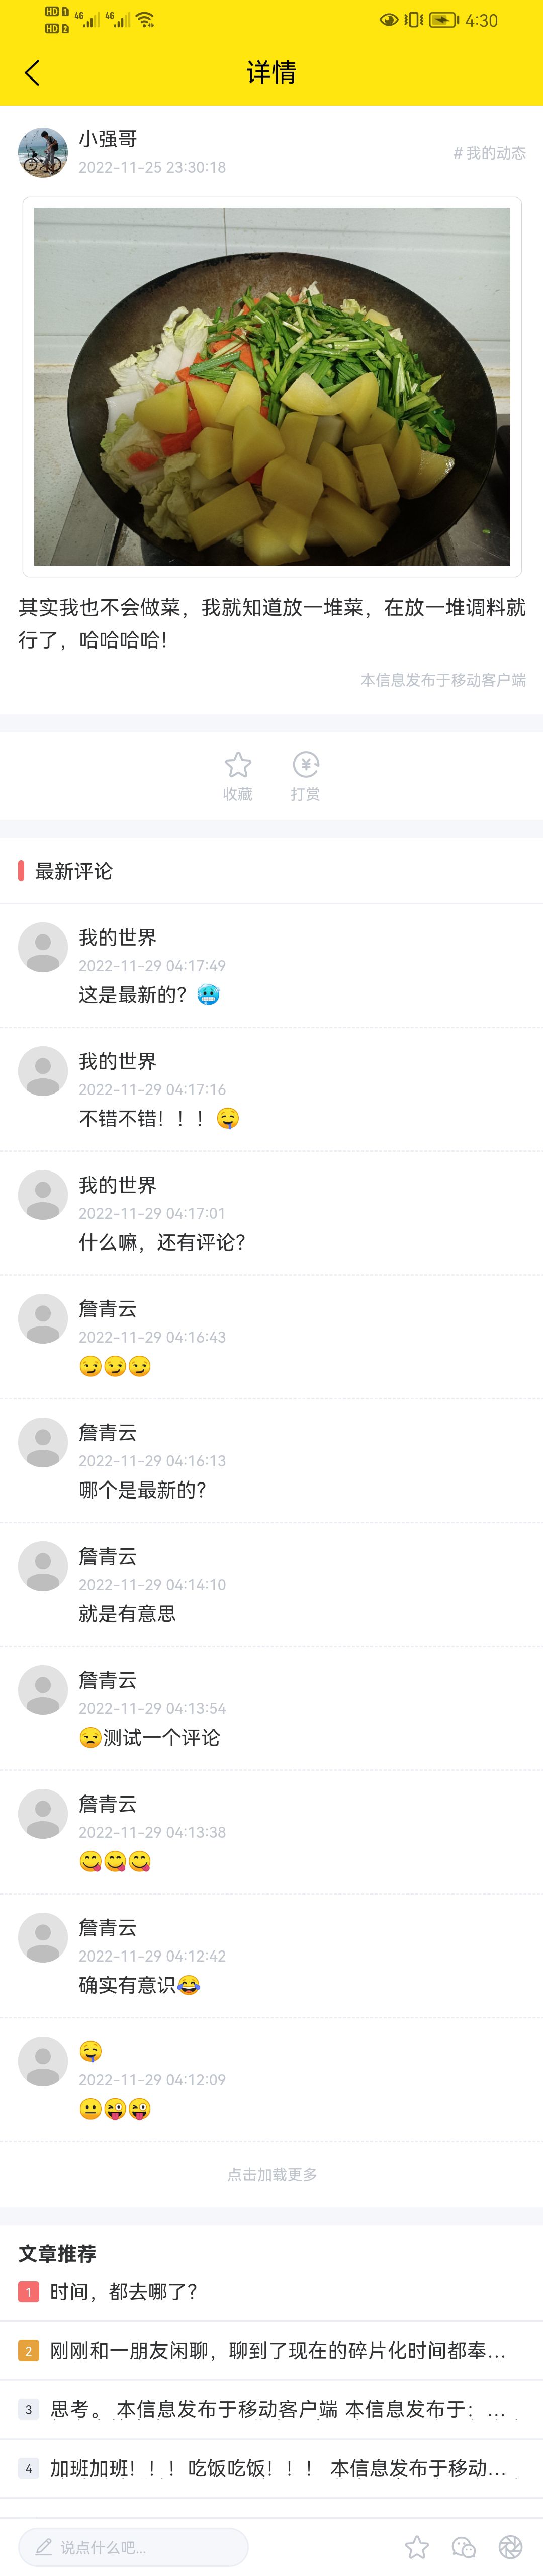 HD 1 4G 4G 4:30
HD 2
详情
小强哥
2022-11-25 23:30:18
#我的动态
其实我也不会做菜，我就知道放一堆菜，在放一堆调料就
行了，哈哈哈哈！
本信息发布于移动客户端
收藏 打赏
最新评论
我的世界
2022-11-29 04:17:49
这是最新的？🥶
我的世界
2022-11-29 04:17:16
不错不错！！！🤤
我的世界
2022-11-29 04:17:01
什么嘛，还有评论？
詹青云
2022-11-29 04:16:43
😏😏😏
詹青云
2022-11-29 04:16:13
哪个是最新的？
詹青云
2022-11-29 04:14:10
就是有意思
詹青云
2022-11-29 04:13:54
😒测试一个评论
詹青云
2022-11-29 04:13:38
😋😋😋
詹青云
2022-11-29 04:12:42
确实有意识😂
🤤
2022-11-29 04:12:09
😐😜😜
点击加载更多
文章推荐
1 时间，都去哪了？
2 刚刚和一朋友闲聊，聊到了现在的碎片化时间都奉...
3 思考。 本信息发布于移动客户端 本信息发布于：...
4 加班加班！！！吃饭吃饭！！！ 本信息发布于移动...
说点什么吧...